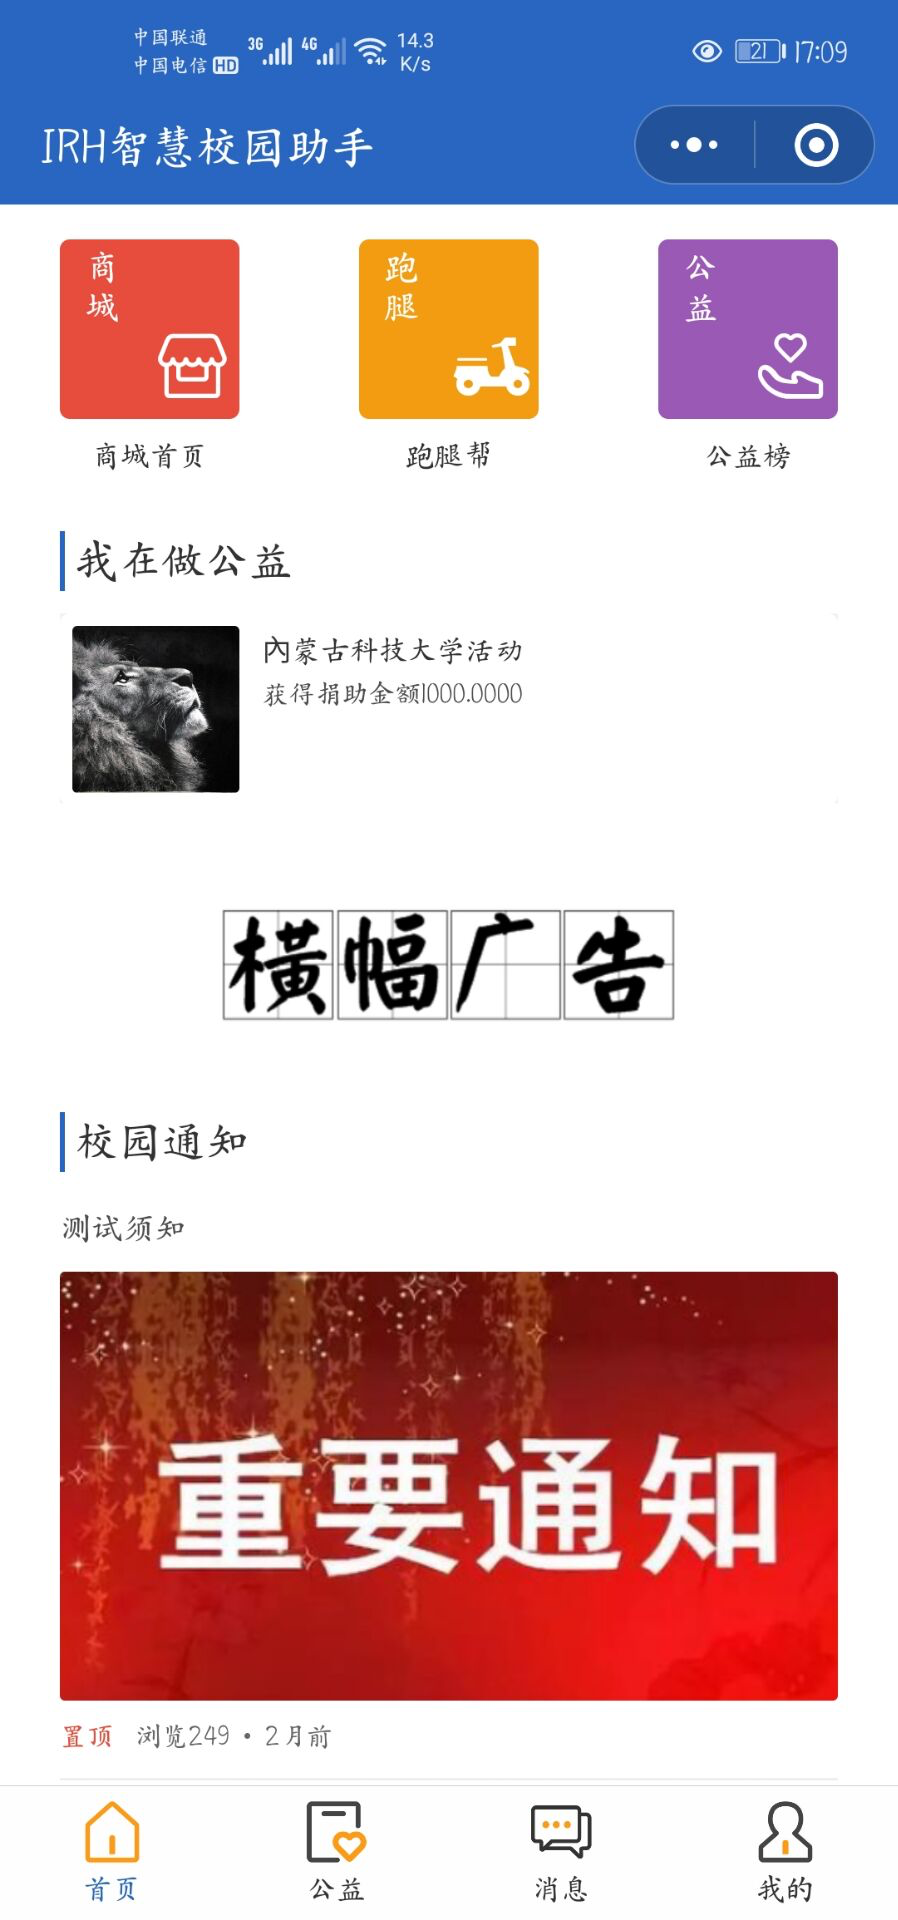 中国联通
中国电信 HD
3G
4G
14.3
K/s
21
17:09
IRH智慧校园助手
商城
跑腿
公益
商城首页
跑腿帮
公益榜
我在做公益
内蒙古科技大学活动
获得捐助金额1000.0000
横幅广告
校园通知
测试须知
重要通知
置顶 浏览249 · 2月前
首页
公益
消息
我的